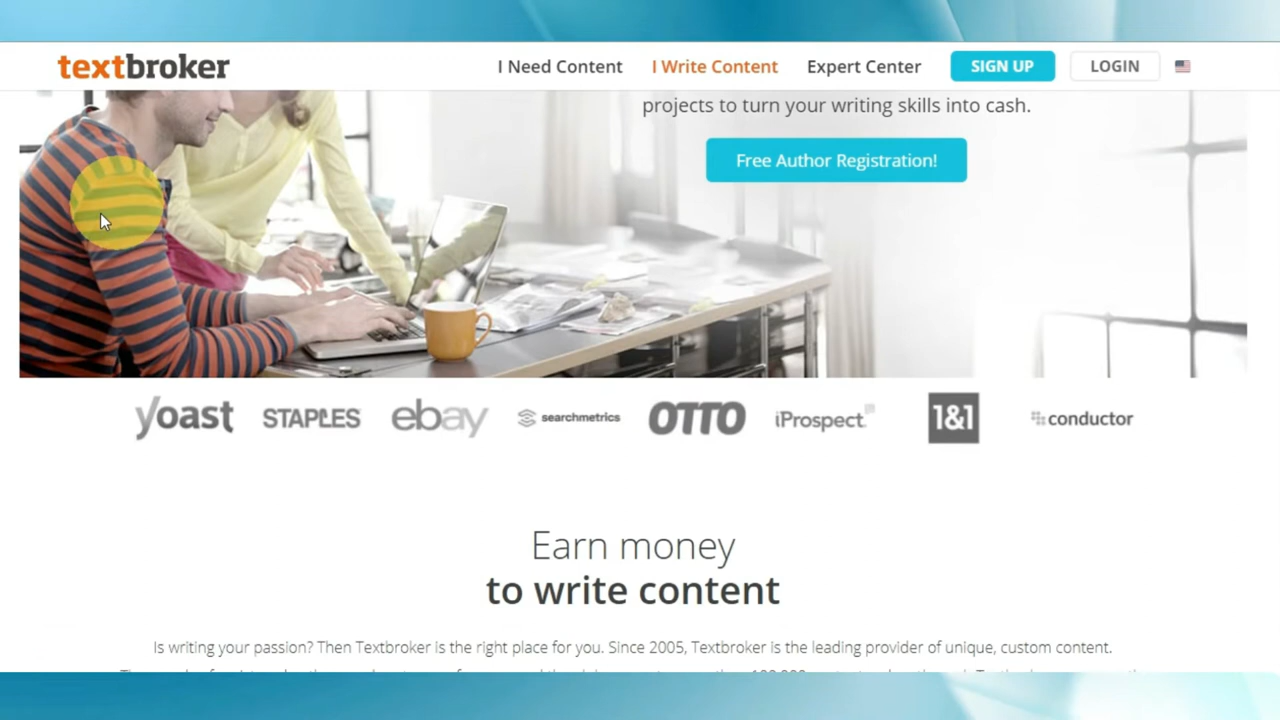 textbroker
I Need Content
I Write Content
Expert Center
SIGN UP
LOGIN
projects to turn your writing skills into cash.
Free Author Registration!
yoast
STAPLES
ebay
searchmetrics
OTTO
iProspect
1&1
conductor
Earn money
to write content
Is writing your passion? Then Textbroker is the right place for you. Since 2005, Textbroker is the leading provider of unique, custom content.